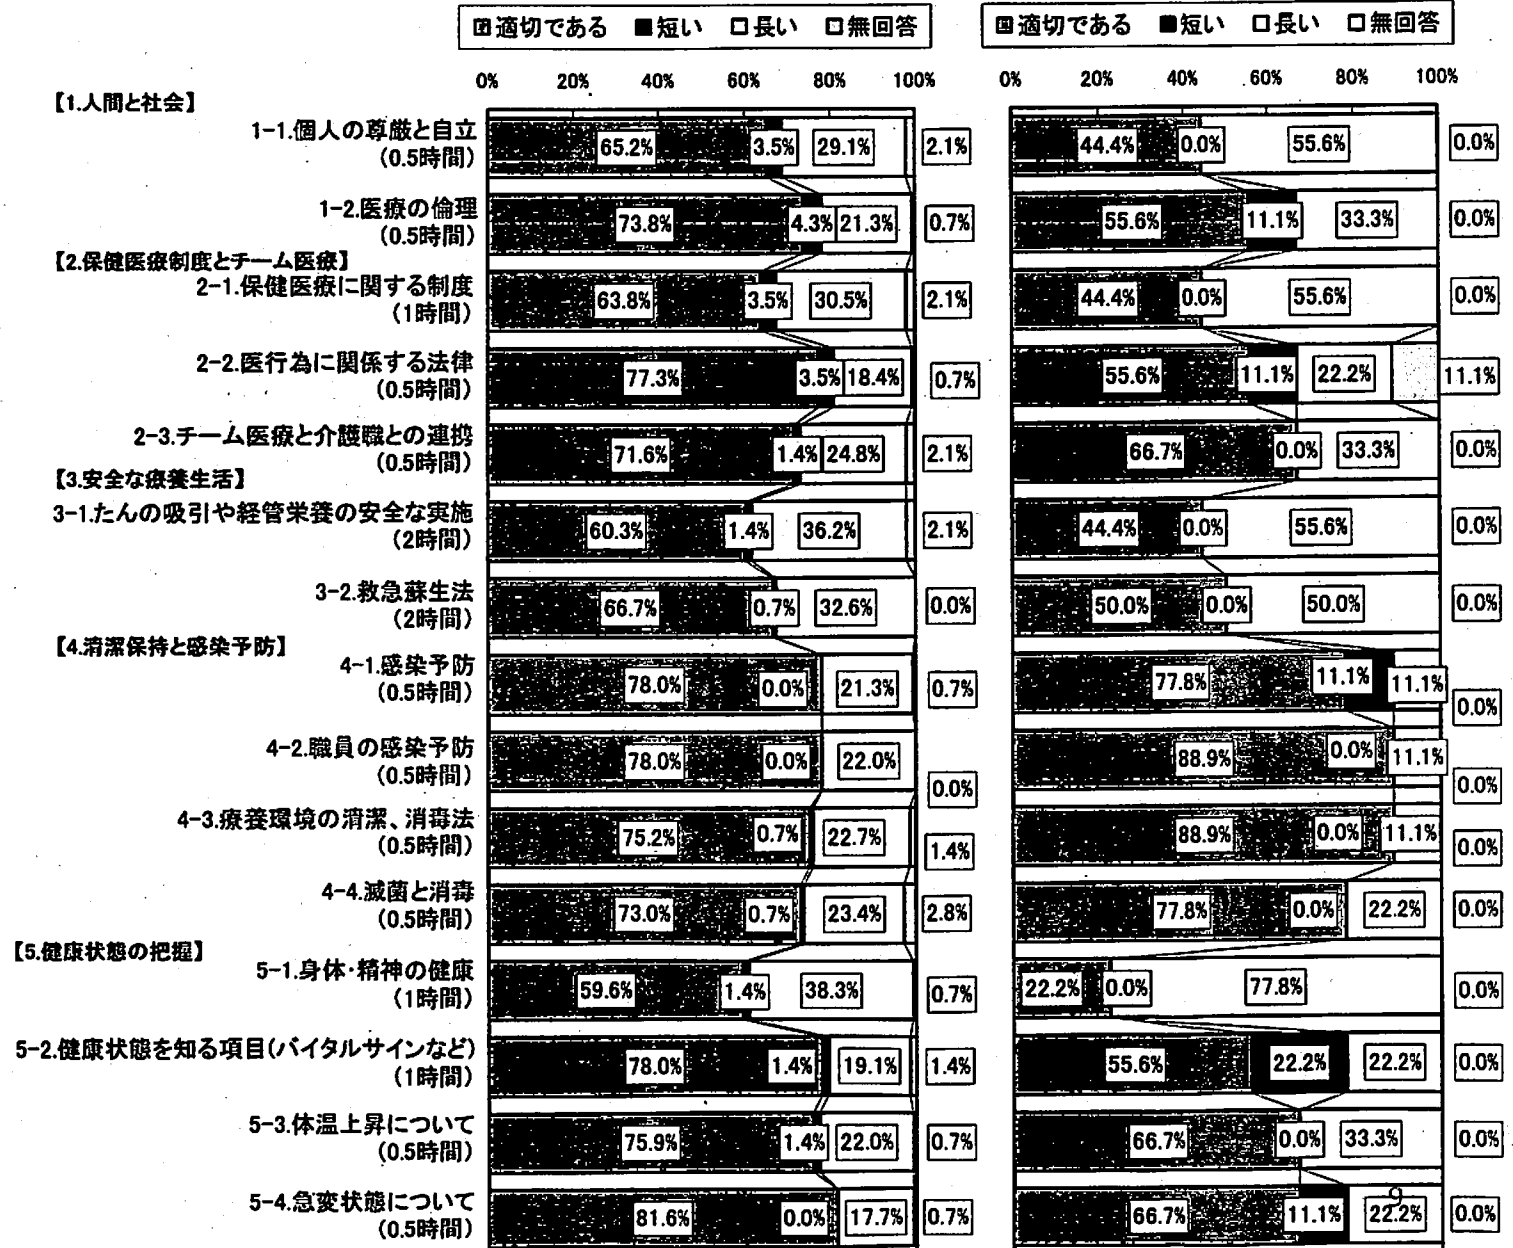 適切である 短い 長い 無回答 適切である 短い 長い 無回答
0% 20% 40% 60% 80% 100% 0% 20% 40% 60% 80% 100%
【1.人間と社会】
1-1.個人の尊厳と自立
(0.5時間)
65.2% 3.5% 29.1% 2.1% 44.4% 0.0% 55.6% 0.0%
1-2.医療の倫理
(0.5時間)
73.8% 4.3% 21.3% 0.7% 55.6% 11.1% 33.3% 0.0%
【2.保健医療制度とチーム医療】
2-1.保健医療に関する制度
(1時間)
63.8% 3.5% 30.5% 2.1% 44.4% 0.0% 55.6% 0.0%
2-2.医行為に関係する法律
(0.5時間)
77.3% 3.5% 18.4% 0.7% 55.6% 11.1% 22.2% 11.1%
2-3.チーム医療と介護職との連携
(0.5時間)
71.6% 1.4% 24.8% 2.1% 66.7% 0.0% 33.3% 0.0%
【3.安全な療養生活】
3-1.たんの吸引や経管栄養の安全な実施
(2時間)
60.3% 1.4% 36.2% 2.1% 44.4% 0.0% 55.6% 0.0%
3-2.救急蘇生法
(2時間)
66.7% 0.7% 32.6% 0.0% 50.0% 0.0% 50.0% 0.0%
【4.清潔保持と感染予防】
4-1.感染予防
(0.5時間)
78.0% 0.0% 21.3% 0.7% 77.8% 11.1% 11.1% 0.0%
4-2.職員の感染予防
(0.5時間)
78.0% 0.0% 22.0% 0.0% 88.9% 0.0% 11.1% 0.0%
4-3.療養環境の清潔、消毒法
(0.5時間)
75.2% 0.7% 22.7% 1.4% 88.9% 0.0% 11.1% 0.0%
4-4.滅菌と消毒
(0.5時間)
73.0% 0.7% 23.4% 2.8% 77.8% 0.0% 22.2% 0.0%
【5.健康状態の把握】
5-1.身体・精神の健康
(1時間)
59.6% 1.4% 38.3% 0.7% 22.2% 0.0% 77.8% 0.0%
5-2.健康状態を知る項目(バイタルサインなど)
(1時間)
78.0% 1.4% 19.1% 1.4% 55.6% 22.2% 22.2% 0.0%
5-3.体温上昇について
(0.5時間)
75.9% 1.4% 22.0% 0.7% 66.7% 0.0% 33.3% 0.0%
5-4.急変状態について
(0.5時間)
81.6% 0.0% 17.7% 0.7% 66.7% 11.1% 22.2% 0.0%
9